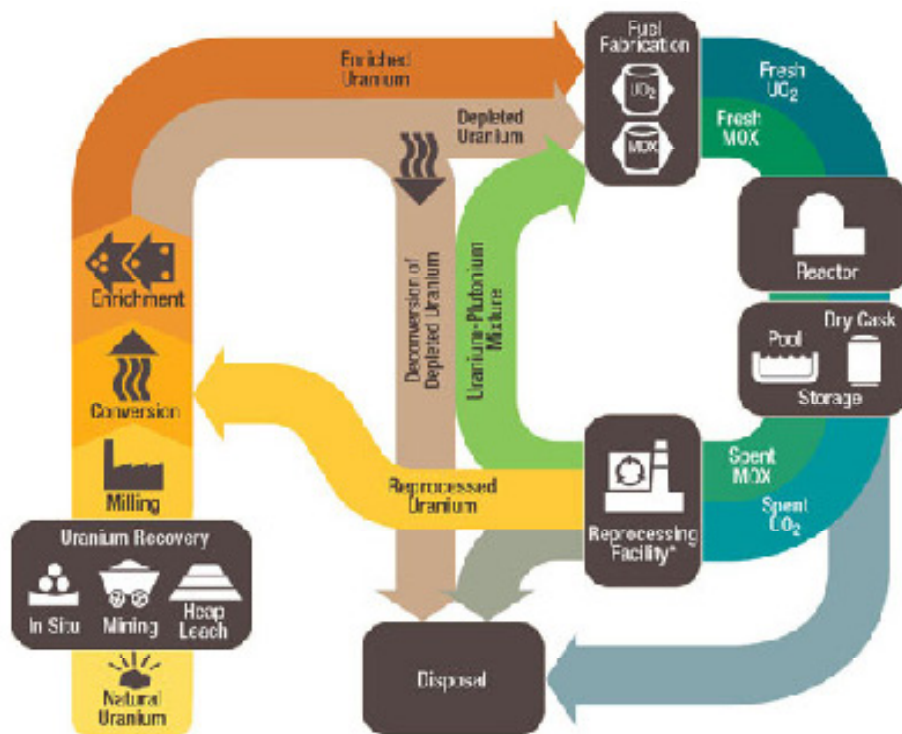 Fuel
Fabrication
UO2
MOX
Enriched
Uranium
Depleted
Uranium
Fresh
UO2
Fresh
MOX
Reactor
Dry Cask
Pool
Storage
Enrichment
Conversion
Milling
Deconversion of
Depleted Uranium
Uranium-Plutonium
Mixture
Reprocessed
Uranium
Spent
MOX
Spent
UO2
Reprocessing
Facility*
Uranium Recovery
In Situ
Mining
Heap
Leach
Natural
Uranium
Disposal